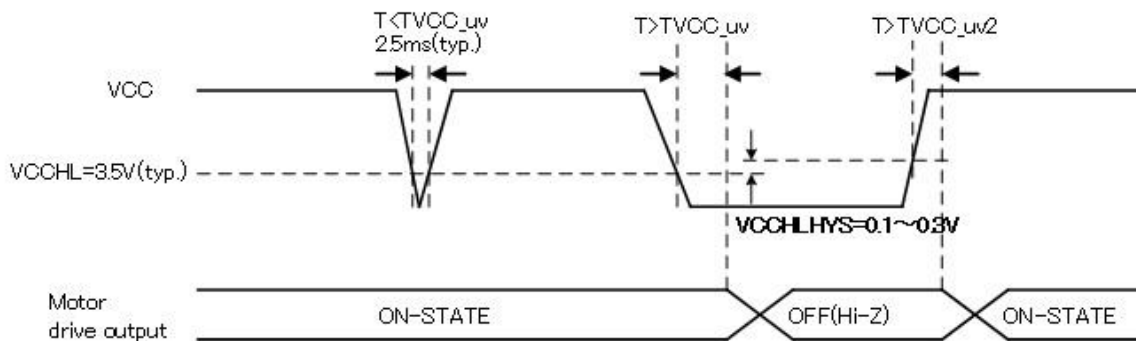 T<TVCC_uv
2.5ms(typ.)
T>TVCC_uv
T>TVCC_uv2
VCC
VCCHL=3.5V(typ.)
VCCHLHYS=0.1~0.3V
Motor
drive output
ON-STATE
OFF(Hi-Z)
ON-STATE